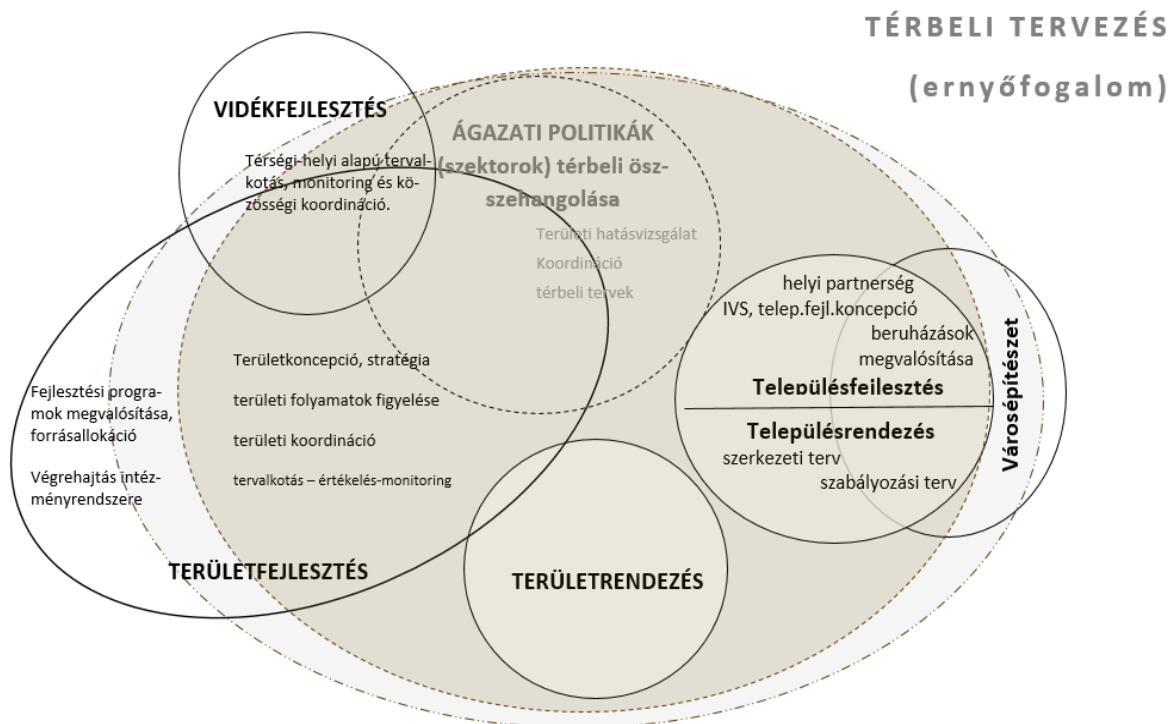 TÉRBELI TERVEZÉS
(ernyőfogalom)
VIDÉKFEJLESZTÉS
Térségi-helyi alapú terval-
kotás, monitoring és kö-
zösségi koordináció.
ÁGAZATI POLITIKÁK
(szektorok) térbeli ösz-
szehangolása
Területi hatásvizsgálat
Koordináció
térbeli tervek
helyi partnerség
IVS, telep.fejl.koncepció
beruházások
megvalósítása
Településfejlesztés
Településrendezés
szerkezeti terv
szabályozási terv
Városépítészet
Területkoncepció, stratégia
területi folyamatok figyelése
területi koordináció
tervalkotás – értékelés-monitoring
Fejlesztési progra-
mok megvalósítása,
forrásallokáció
Végrehajtás intéz-
ményrendszere
TERÜLETFEJLESZTÉS
TERÜLETRENDEZÉS